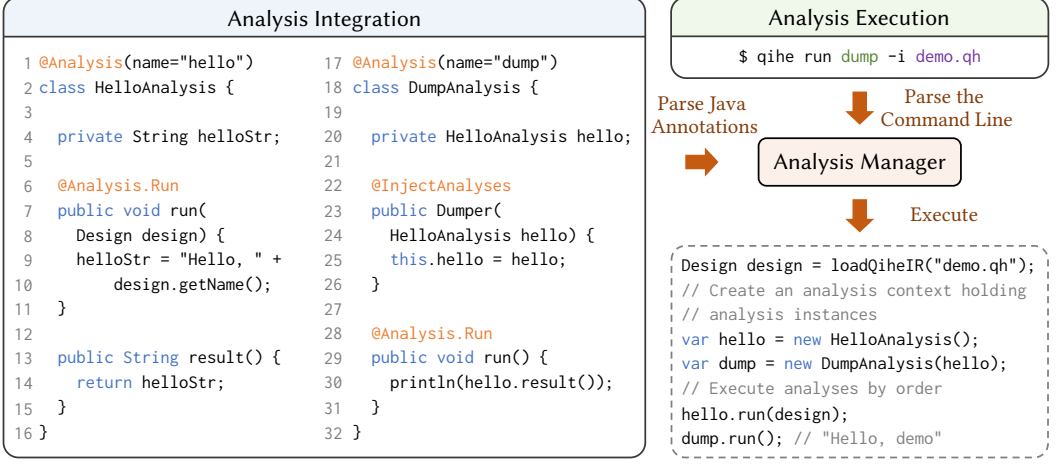 Analysis Integration
1 @Analysis(name="hello")
2 class HelloAnalysis {
3
4 private String helloStr;
5
6 @Analysis.Run
7 public void run(
8 Design design) {
9 helloStr = "Hello, " +
10 design.getName();
11 }
12
13 public String result() {
14 return helloStr;
15 }
16 }
17 @Analysis(name="dump")
18 class DumpAnalysis {
19
20 private HelloAnalysis hello;
21
22 @InjectAnalyses
23 public Dumper(
24 HelloAnalysis hello) {
25 this.hello = hello;
26 }
27
28 @Analysis.Run
29 public void run() {
30 println(hello.result());
31 }
32 }
Analysis Execution
$ qihe run dump -i demo.qh
Parse Java
Annotations
Parse the
Command Line
Analysis Manager
Execute
Design design = loadQiheIR("demo.qh");
// Create an analysis context holding
// analysis instances
var hello = new HelloAnalysis();
var dump = new DumpAnalysis(hello);
// Execute analyses by order
hello.run(design);
dump.run(); // "Hello, demo"